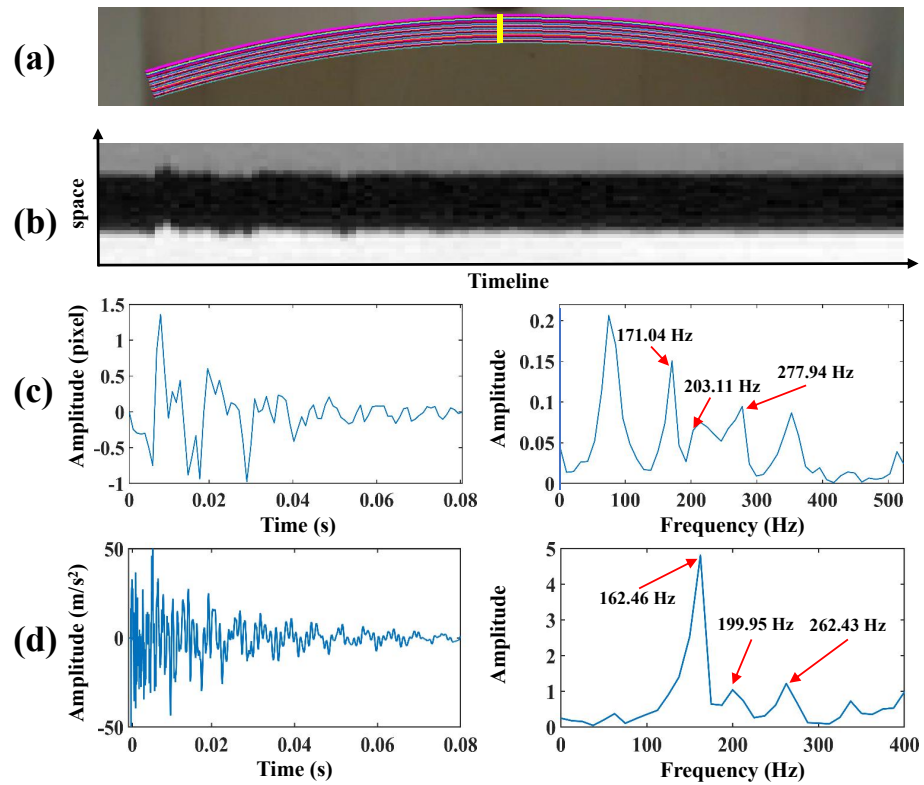 (a)
(b)
space
Timeline
(c)
Amplitude (pixel)
1.5
1
0.5
0
-0.5
-1
0
0.02
0.04
0.06
0.08
Time (s)
Amplitude
0.2
0.15
0.1
0.05
0
171.04 Hz
203.11 Hz
277.94 Hz
0
100
200
300
400
500
Frequency (Hz)
(d)
Amplitude (m/s²)
50
0
-50
0
0.02
0.04
0.06
0.08
Time (s)
Amplitude
5
4
3
2
1
0
162.46 Hz
199.95 Hz
262.43 Hz
0
100
200
300
400
Frequency (Hz)